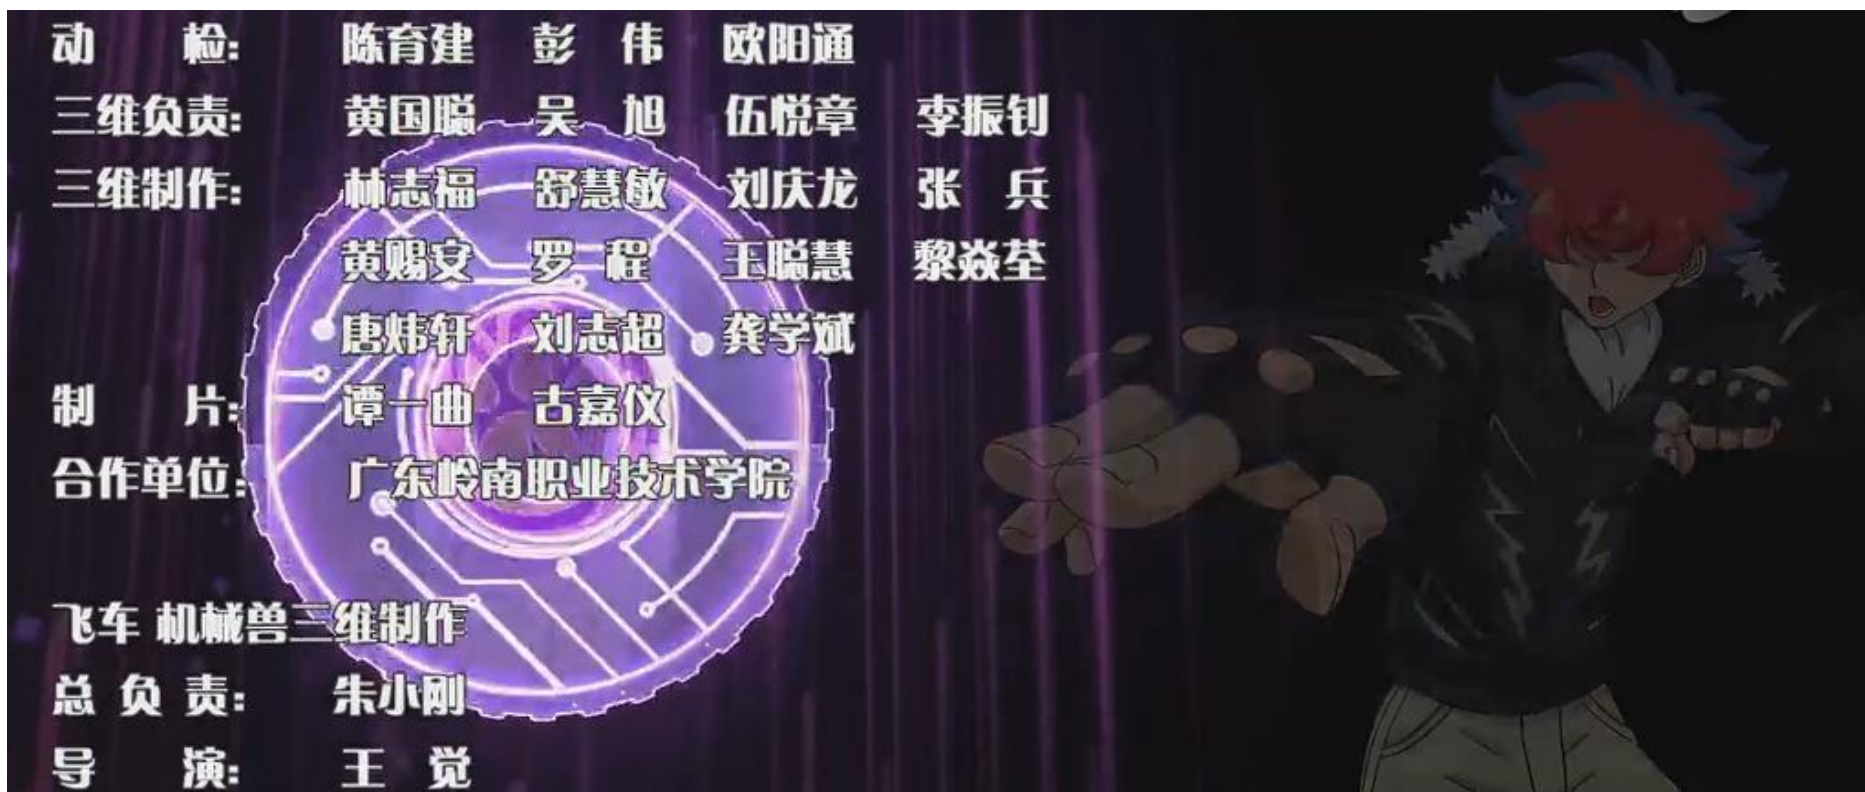 动 检: 陈育建 彭 伟 欧阳通
三维负责: 黄国聪 吴 旭 伍悦章 李振钊
三维制作: 林志福 舒慧敏 刘庆龙 张 兵
黄赐安 罗 程 王聪慧 黎焱荃
唐炜轩 刘志超 龚学斌
制 片: 谭一曲 古嘉仪
合作单位: 广东岭南职业技术学院
飞车 机械兽三维制作
总 负 责: 朱小刚
导 演: 王 觉